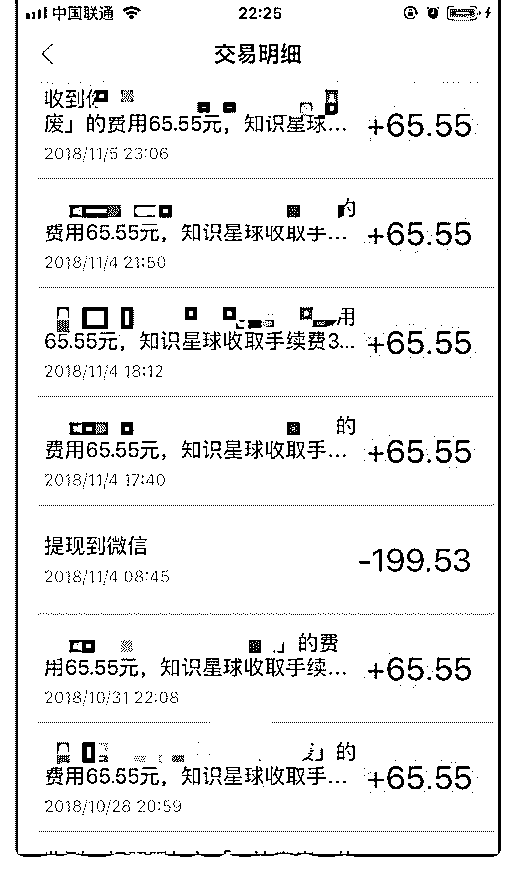 中国联通 22:25
交易明细
收到
废」的费用65.55元，知识星球... +65.55
2018/11/5 23:06
的
费用65.55元，知识星球收取手... +65.55
2018/11/4 21:50
用
65.55元，知识星球收取手续费3... +65.55
2018/11/4 18:12
的
费用65.55元，知识星球收取手... +65.55
2018/11/4 17:40
提现到微信 -199.53
2018/11/4 08:45
」的费
用65.55元，知识星球收取手续... +65.55
2018/10/31 22:08
」的
费用65.55元，知识星球收取手... +65.55
2018/10/28 20:59